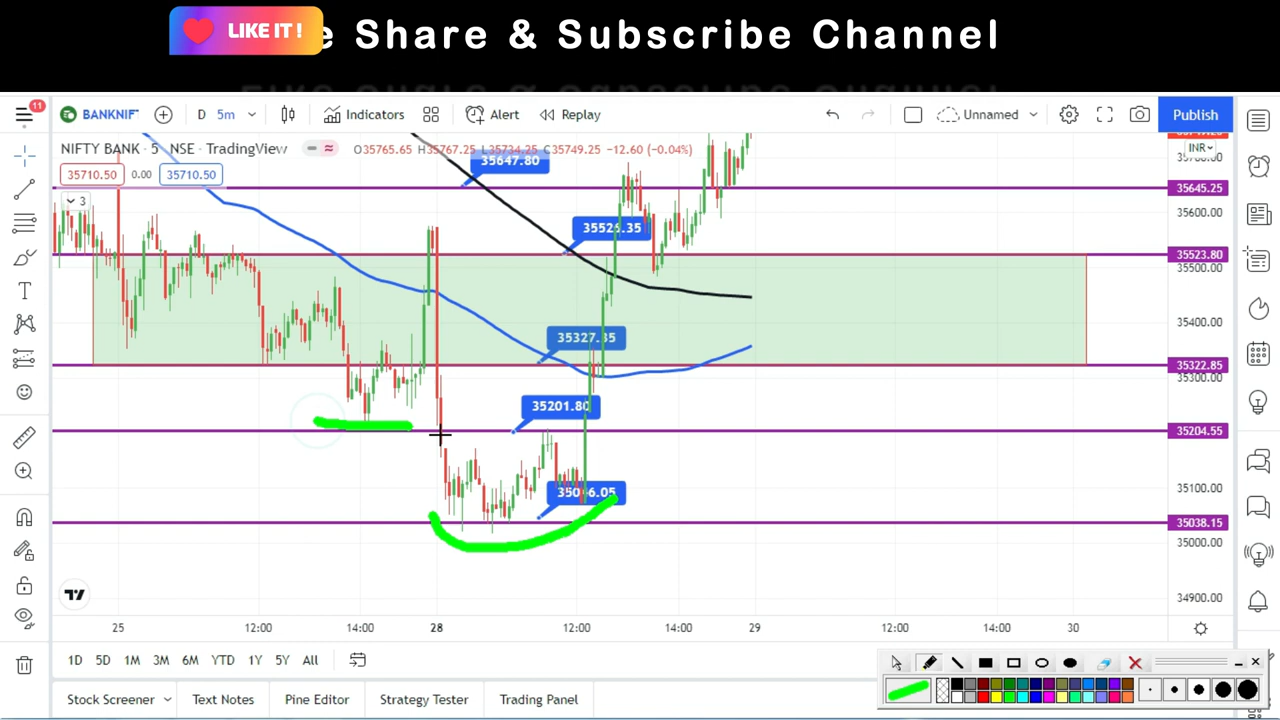 LIKE IT !
e Share & Subscribe Channel
11
BANKNIF
D 5m
Indicators
Alert
Replay
Unnamed
Publish
NIFTY BANK · 5 NSE - TradingView
O35765.65 H35767.25 L35734.25 C35749.25 -12.60 (-0.04%)
INR
35710.50 0.00 35710.50
3
35647.80
35645.25
35600.00
35526.35
35523.80
35500.00
35400.00
35322.85
35300.00
35201.80
35204.55
35100.00
35038.15
35000.00
34900.00
25 12:00 14:00 28 12:00 14:00 29 12:00 14:00 30
1D 5D 1M 3M 6M YTD 1Y 5Y All
Stock Screener Text Notes Pine Editor Strategy Tester Trading Panel